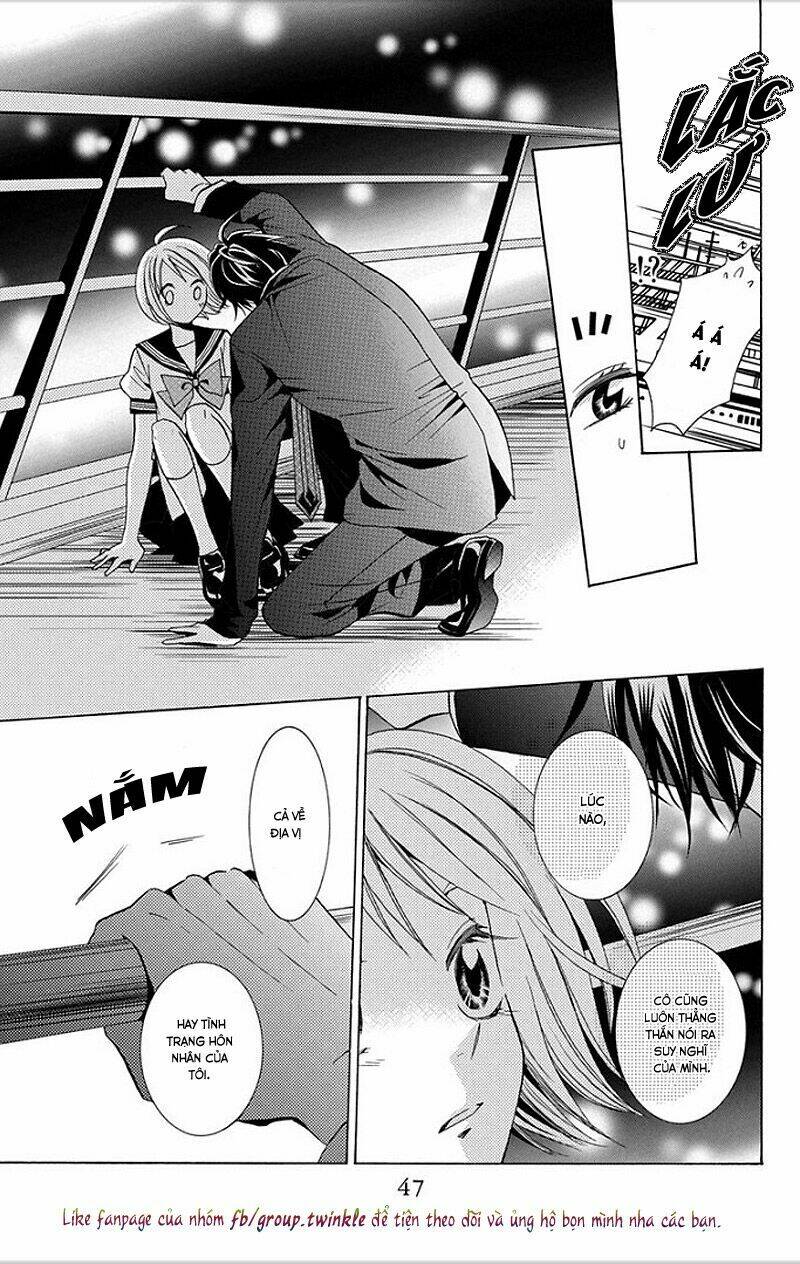 LẮC
LƯ
!?
Á Á
Á!
LÚC
NÀO,
CÔ CŨNG
LUÔN THẲNG
THẮN NÓI RA
SUY NGHĨ
CỦA MÌNH.
NẮM
CẢ VỀ
ĐỊA VỊ
HAY TÌNH
TRẠNG HÔN
NHÂN CỦA
TÔI.
47
Like fanpage của nhóm fb/group.twinkle để tiện theo dõi và ủng hộ bọn mình nha các bạn.